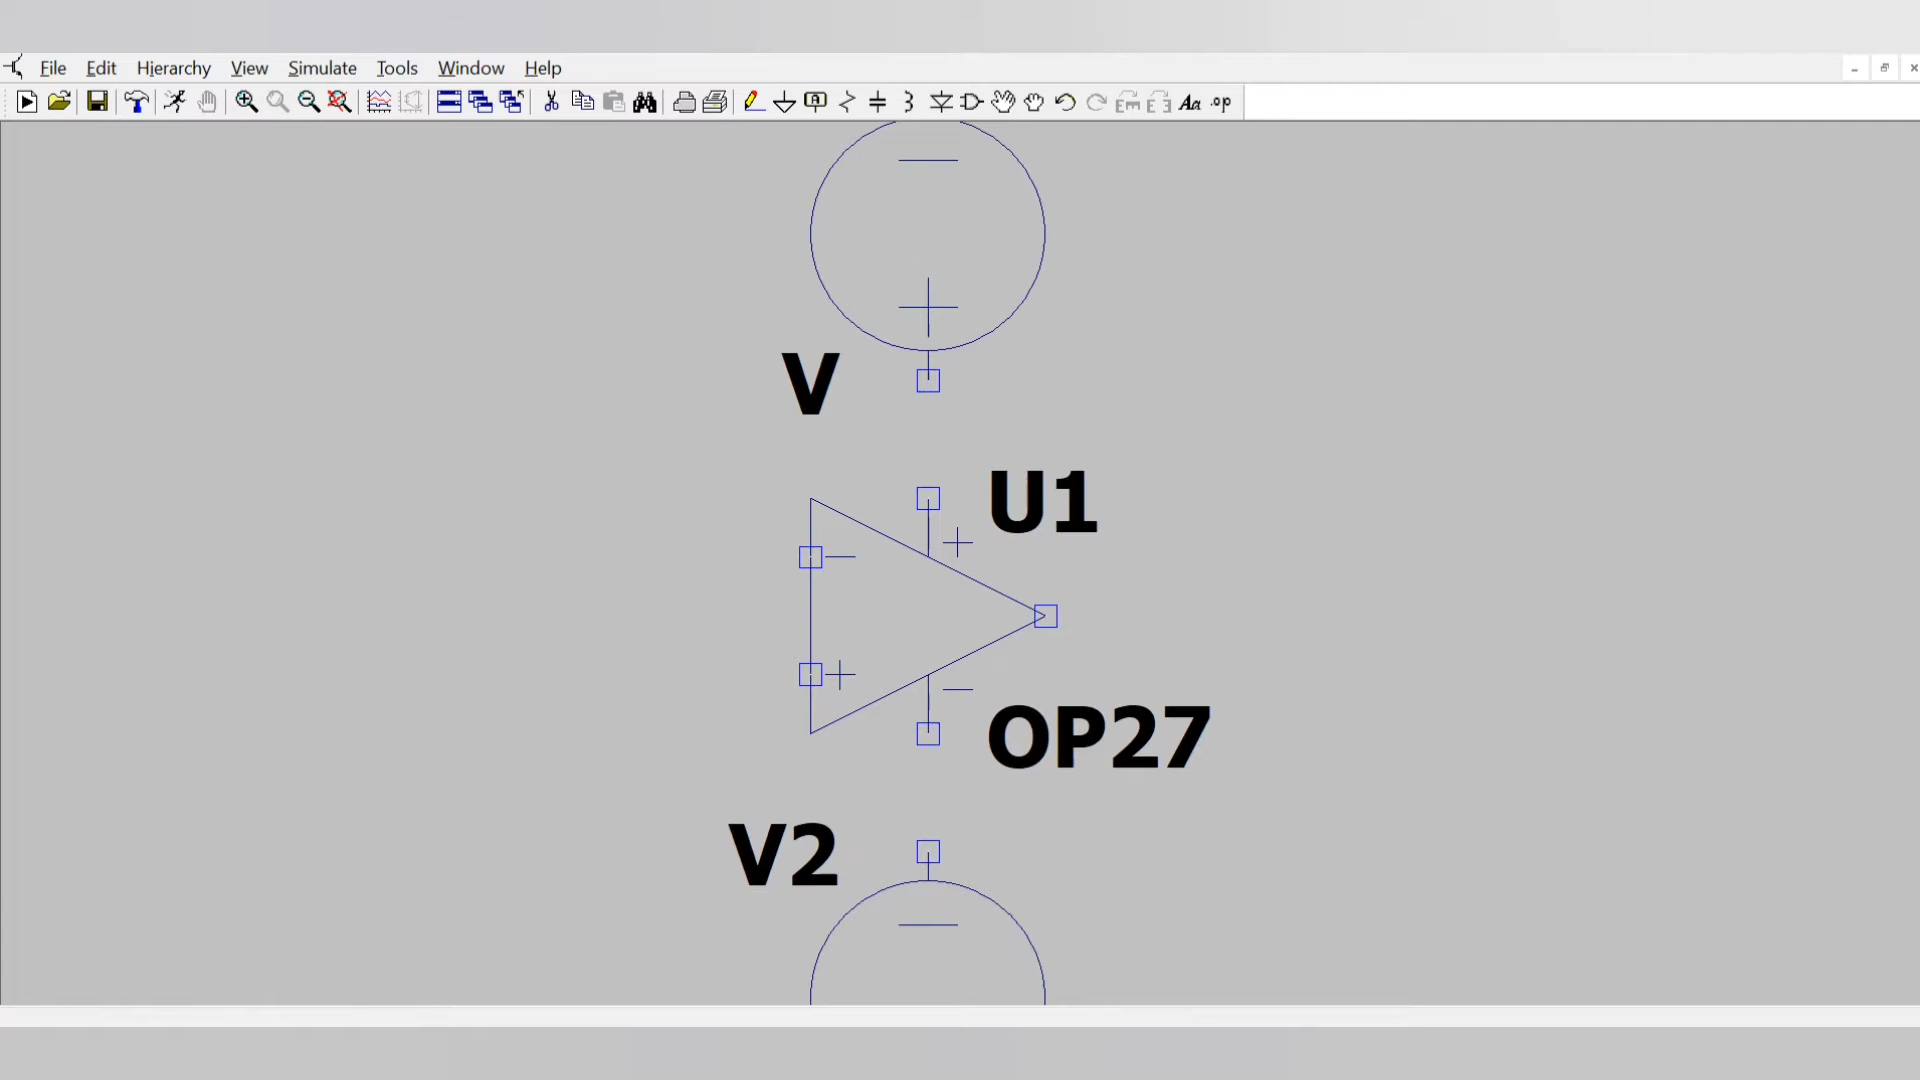 File Edit Hierarchy View Simulate Tools Window Help
A Aa .op
V
U1
OP27
V2